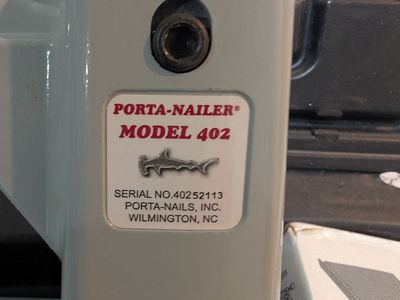 PORTA-NAILER®
MODEL 402
SERIAL NO.40252113
PORTA-NAILS, INC.
WILMINGTON, NC